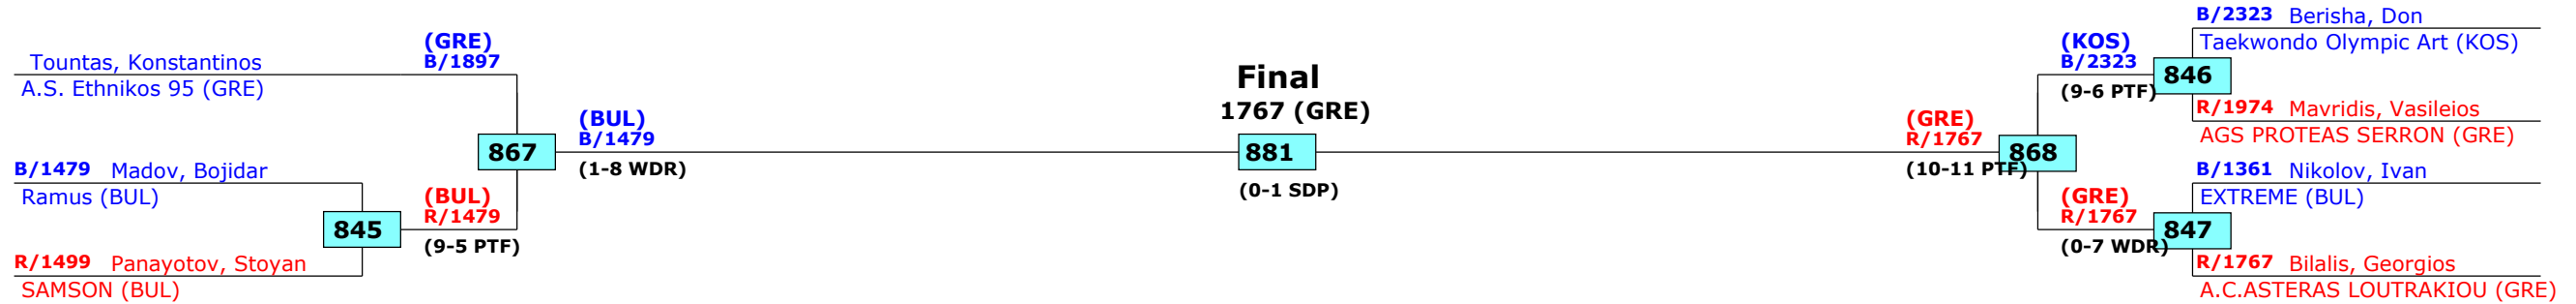 Tountas, Konstantinos
A.S. Ethnikos 95 (GRE)
(GRE)
B/1897
B/1479 Madov, Bojidar
Ramus (BUL)
R/1499 Panayotov, Stoyan
SAMSON (BUL)
845
(BUL)
R/1479
(9-5 PTF)
867
(BUL)
B/1479
(1-8 WDR)
Final
1767 (GRE)
881
(0-1 SDP)
(GRE)
R/1767
(10-11 PTF)
868
(KOS)
B/2323
(9-6 PTF)
846
B/2323 Berisha, Don
Taekwondo Olympic Art (KOS)
R/1974 Mavridis, Vasileios
AGS PROTEAS SERRON (GRE)
(GRE)
R/1767
(0-7 WDR)
847
B/1361 Nikolov, Ivan
EXTREME (BUL)
R/1767 Bilalis, Georgios
A.C.ASTERAS LOUTRAKIOU (GRE)